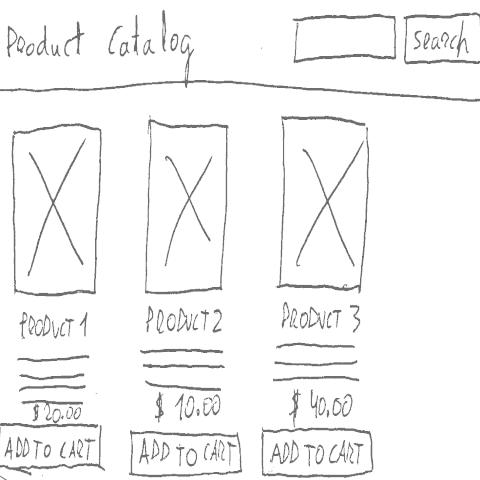 Product Catalog
Search
PRODUCT 1
PRODUCT 2
PRODUCT 3
$ 20.00
$ 10.00
$ 40.00
ADD TO CART
ADD TO CART
ADD TO CART